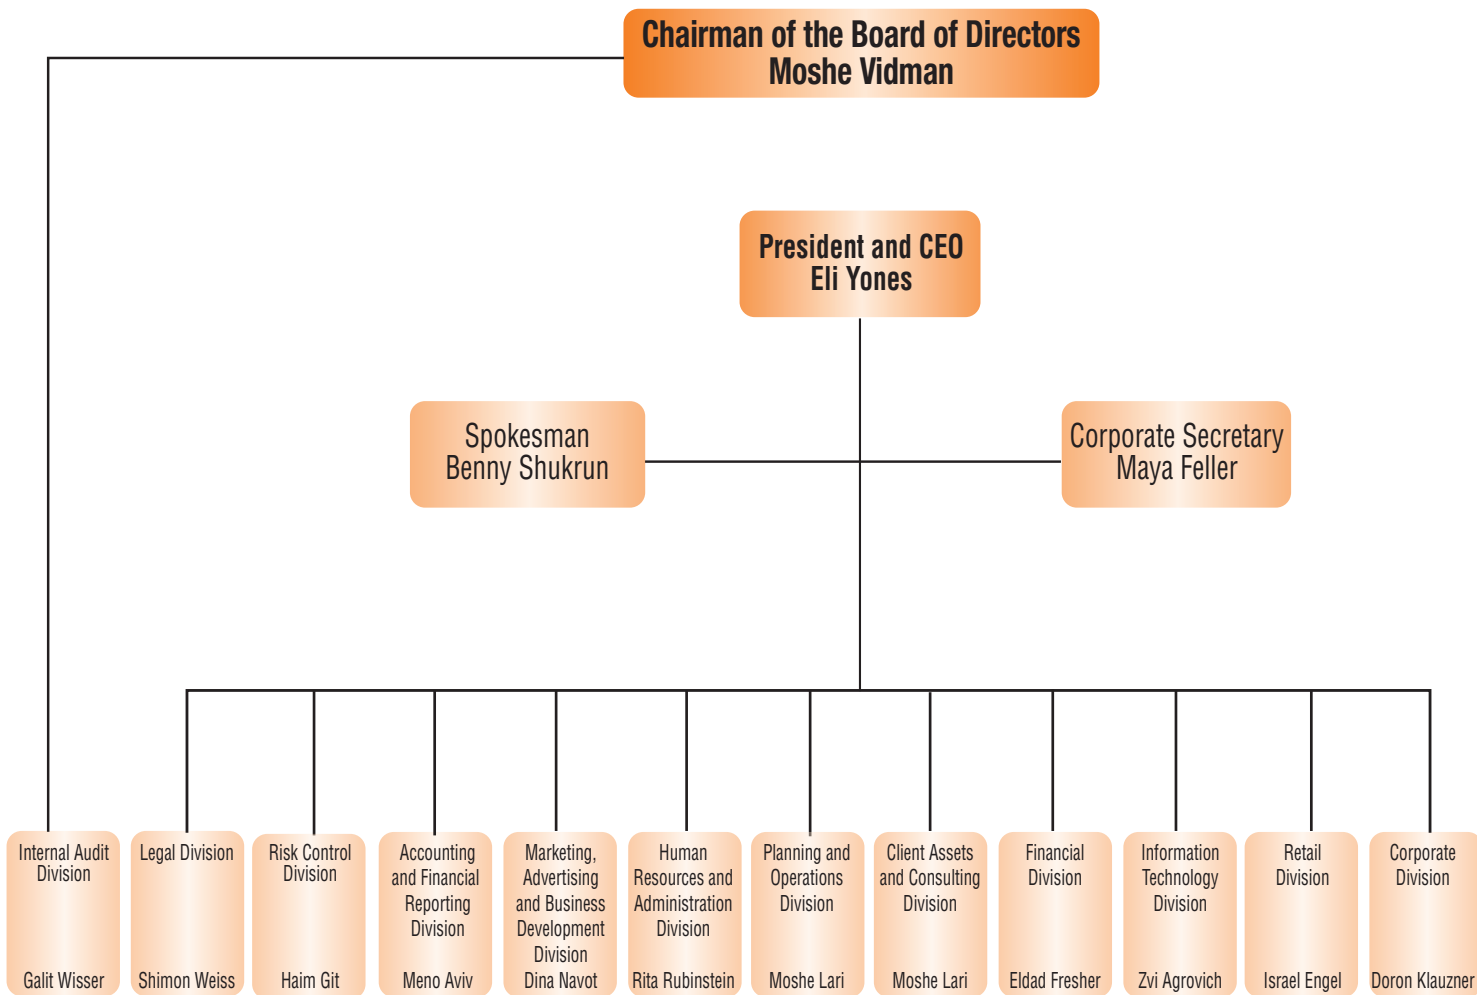 Chairman of the Board of Directors
Moshe Vidman
President and CEO
Eli Yones
Spokesman
Benny Shukrun
Corporate Secretary
Maya Feller
Internal Audit
Division
Galit Wisser
Legal Division
Shimon Weiss
Risk Control
Division
Haim Git
Accounting
and Financial
Reporting
Division
Meno Aviv
Marketing,
Advertising
and Business
Development
Division
Dina Navot
Human
Resources and
Administration
Division
Rita Rubinstein
Planning and
Operations
Division
Moshe Lari
Client Assets
and Consulting
Division
Moshe Lari
Financial
Division
Eldad Fresher
Information
Technology
Division
Zvi Agrovich
Retail
Division
Israel Engel
Corporate
Division
Doron Klauzner